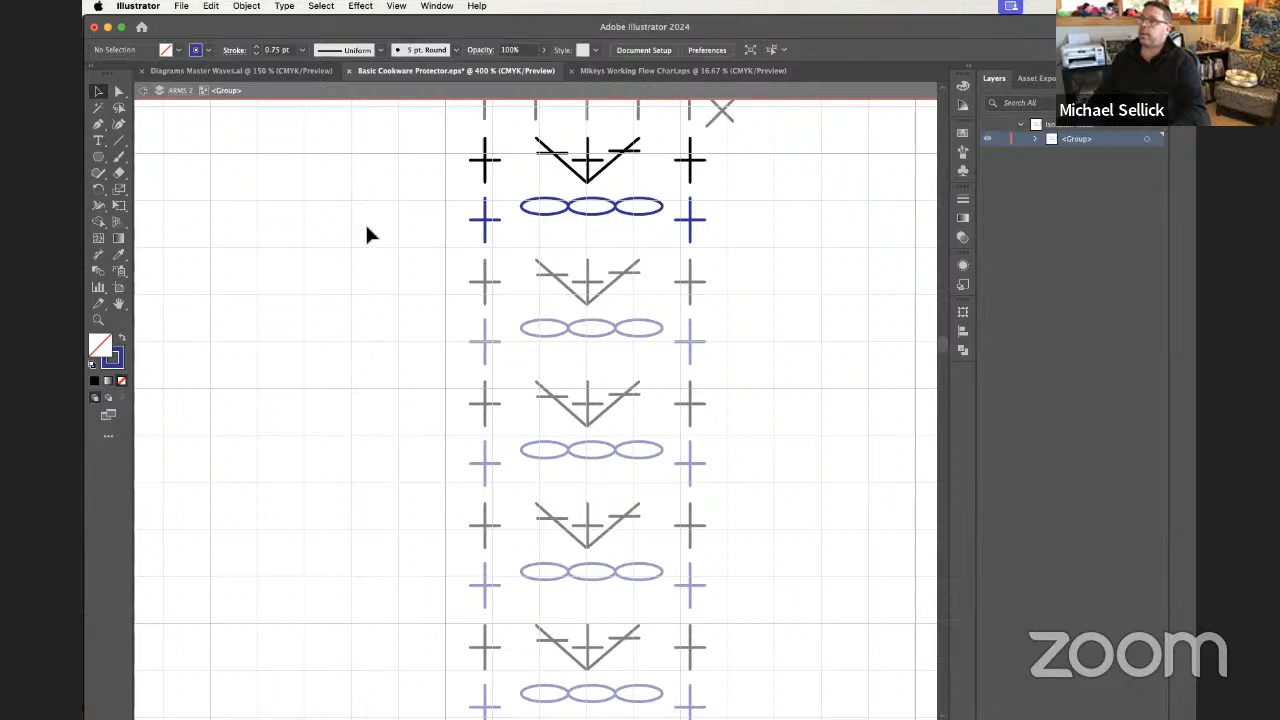 Illustrator File Edit Object Type Select Effect View Window Help
Adobe Illustrator 2024
No Selection Stroke: 0.75 pt Uniform 5 pt. Round Opacity: 100% Style: Document Setup Preferences
Diagrams Master Waves.ai @ 150 % (CMYK/Preview) Basic Cookware Protector.eps* @ 400 % (CMYK/Preview) Mikeys Working Flow Chart.eps @ 16.67 % (CMYK/Preview)
ARMS 2 <Group>
Layers Asset Expo
Search All
<Group>
Michael Sellick
zoom